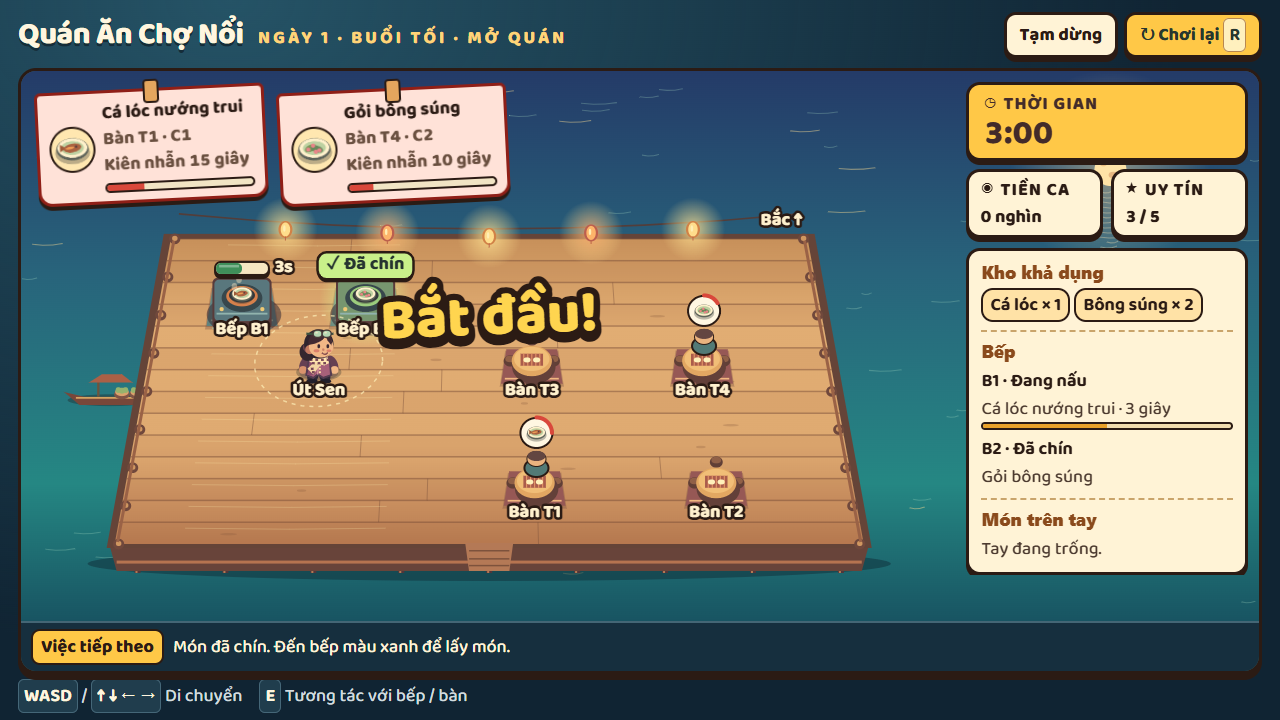 Quán Ăn Chợ Nổi
NGÀY 1 · BUỔI TỐI · MỞ QUÁN
Tạm dừng
↻ Chơi lại R
Cá lóc nướng trui
Bàn T1 · C1
Kiên nhẫn 15 giây
Gỏi bông súng
Bàn T4 · C2
Kiên nhẫn 10 giây
THỜI GIAN
3:00
TIỀN CA
0 nghìn
★ UY TÍN
3 / 5
Bắc ↑
3s
✓ Đã chín
Bếp B1
Bếp
Bắt đầu!
Út Sen
Bàn T3
Bàn T4
Bàn T1
Bàn T2
Kho khả dụng
Cá lóc × 1
Bông súng × 2
Bếp
B1 · Đang nấu
Cá lóc nướng trui · 3 giây
B2 · Đã chín
Gỏi bông súng
Món trên tay
Tay đang trống.
Việc tiếp theo
Món đã chín. Đến bếp màu xanh để lấy món.
WASD / ↑↓← → Di chuyển E Tương tác với bếp / bàn